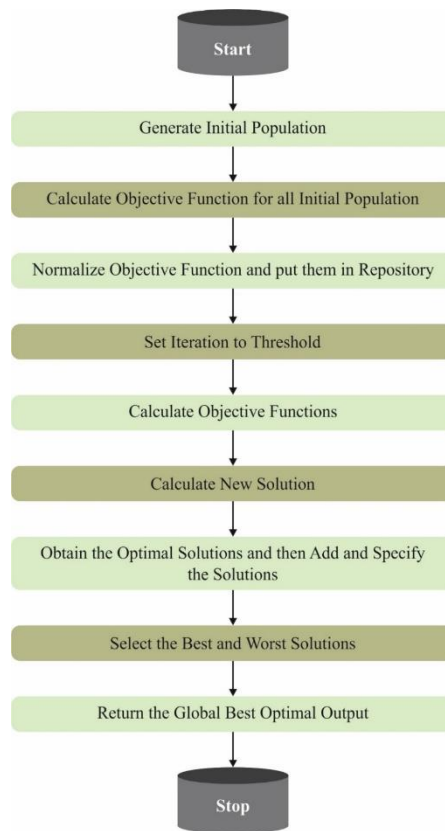 Start
Generate Initial Population
Calculate Objective Function for all Initial Population
Normalize Objective Function and put them in Repository
Set Iteration to Threshold
Calculate Objective Functions
Calculate New Solution
Obtain the Optimal Solutions and then Add and Specify
the Solutions
Select the Best and Worst Solutions
Return the Global Best Optimal Output
Stop